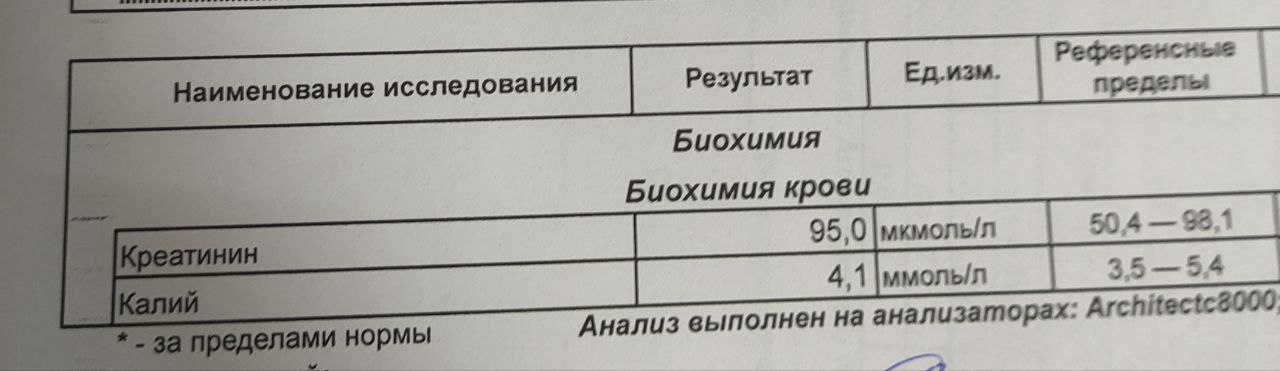 Наименование исследования Результат Ед.изм. Референсные пределы
Биохимия
Биохимия крови
Креатинин 95,0 мкмоль/л 50,4 — 98,1
Калий 4,1 ммоль/л 3,5 — 5,4
* - за пределами нормы Анализ выполнен на анализаторах: Architectc8000;